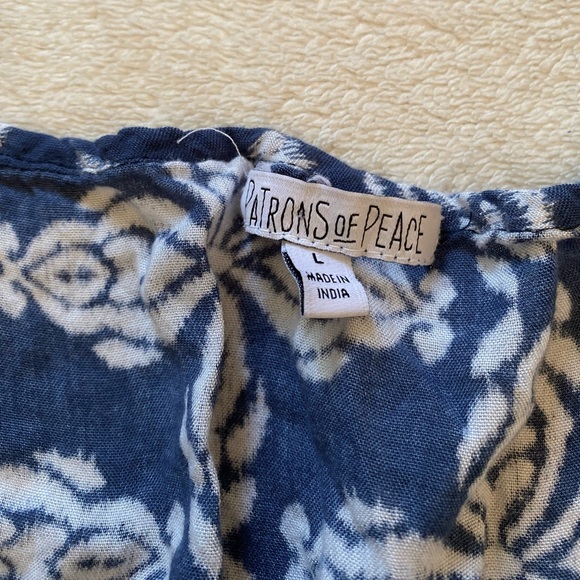 PATRONS OF PEACE
L
MADE IN
INDIA